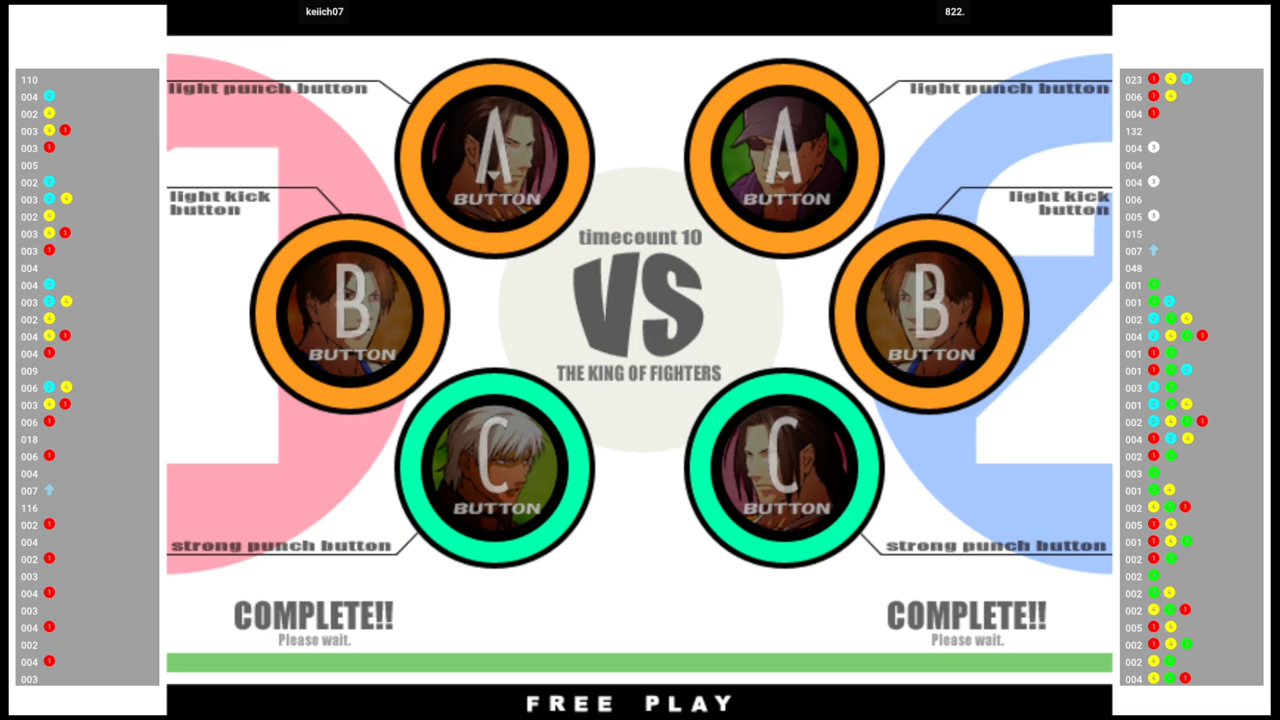 keiich07
822.
light punch button
light punch button
A
BUTTON
A
BUTTON
light kick
button
light kick
button
timecount 10
VS
THE KING OF FIGHTERS
B
BUTTON
B
BUTTON
C
BUTTON
C
BUTTON
strong punch button
strong punch button
COMPLETE!!
Please wait.
COMPLETE!!
Please wait.
FREE PLAY
110
004
002
003
003
005
002
003
002
003
003
004
004
003
002
004
004
009
006
003
006
018
006
004
007
116
002
004
002
003
004
003
004
002
004
003
023
006
004
132
004
004
004
006
005
015
007
048
001
001
002
004
001
001
003
001
002
004
002
003
001
002
005
001
002
002
002
002
005
002
002
004